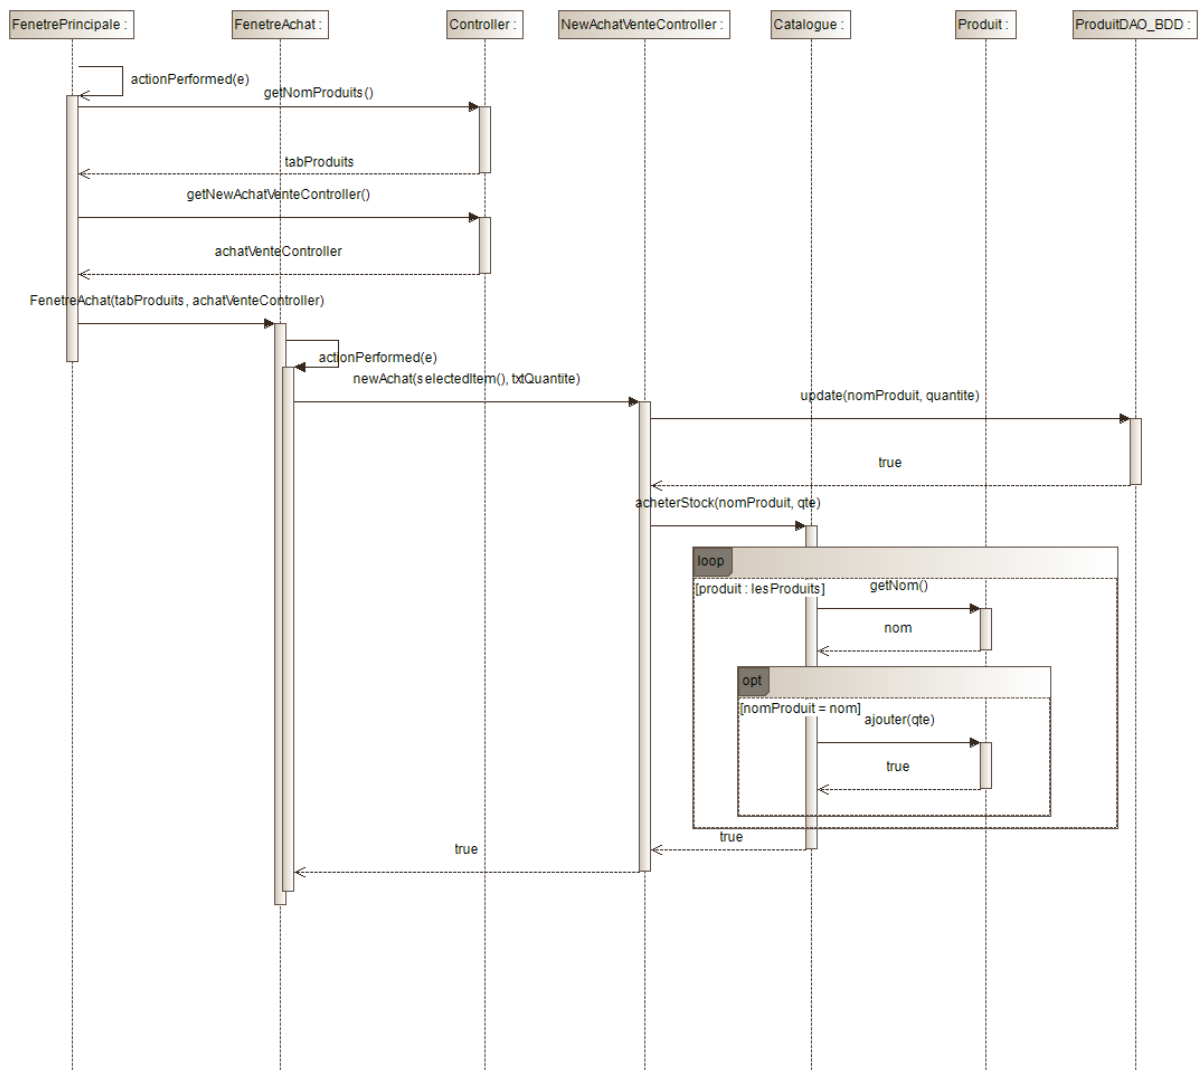 FenetrePrincipale :
FenetreAchat :
Controller :
NewAchatVenteController :
Catalogue :
Produit :
ProduitDAO_BDD :
actionPerformed(e)
getNomProduits()
tabProduits
getNewAchatVenteController()
achatVenteController
FenetreAchat(tabProduits, achatVenteController)
actionPerformed(e)
newAchat(selectedItem(), txtQuantite)
update(nomProduit, quantite)
true
acheterStock(nomProduit, qte)
loop
[produit : lesProduits]
getNom()
nom
opt
[nomProduit = nom]
ajouter(qte)
true
true
true